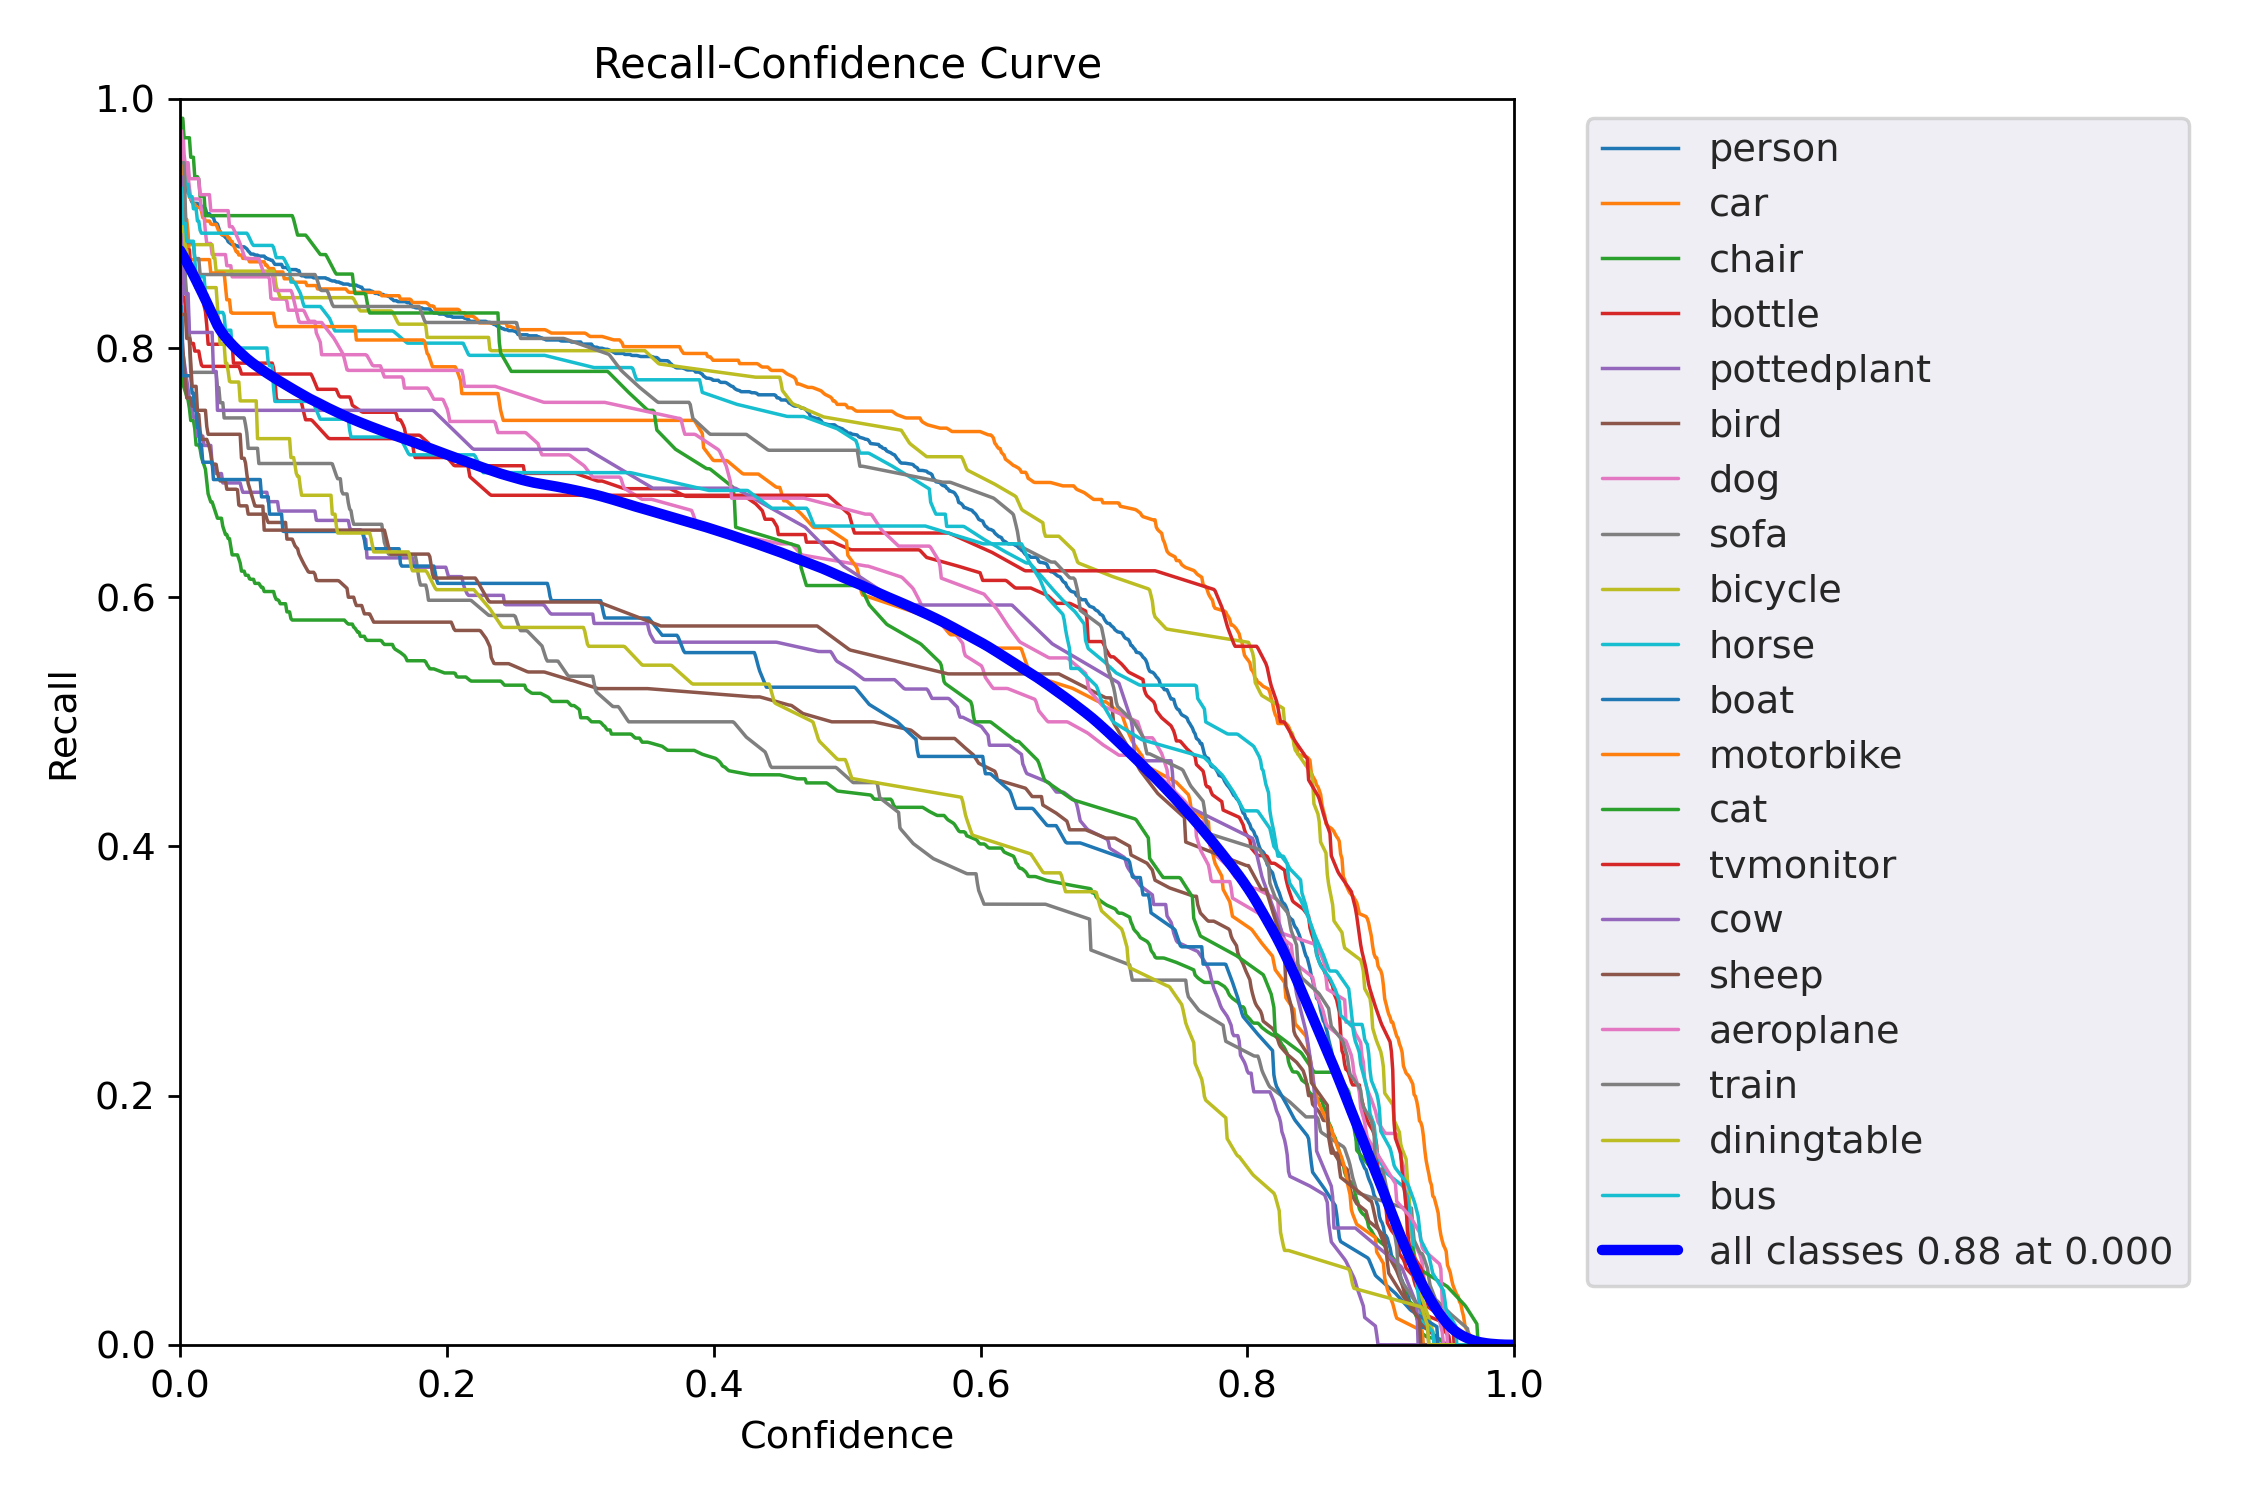 Recall-Confidence Curve
1.0
0.8
0.6
0.4
0.2
0.0
Recall
0.0 0.2 0.4 0.6 0.8 1.0
Confidence
person
car
chair
bottle
pottedplant
bird
dog
sofa
bicycle
horse
boat
motorbike
cat
tvmonitor
cow
sheep
aeroplane
train
diningtable
bus
all classes 0.88 at 0.000